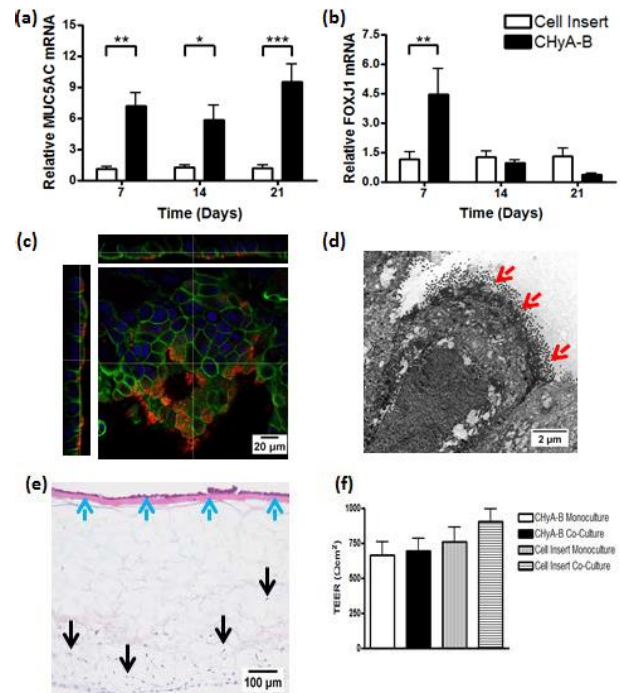 (a)
Relative MUC5AC mRNA
15
12
9
6
3
0
**
*
***
7 14 21
Time (Days)
(b)
Cell Insert
CHyA-B
Relative FOXJ1 mRNA
6.0
4.5
3.0
1.5
0.0
**
7 14 21
Time (Days)
(c)
20 µm
(d)
2 µm
(e)
100 µm
(f)
CHyA-B Monoculture
CHyA-B Co-Culture
Cell Insert Monoculture
Cell Insert Co-Culture
TEER (Ωcm²)
1000
750
500
250
0